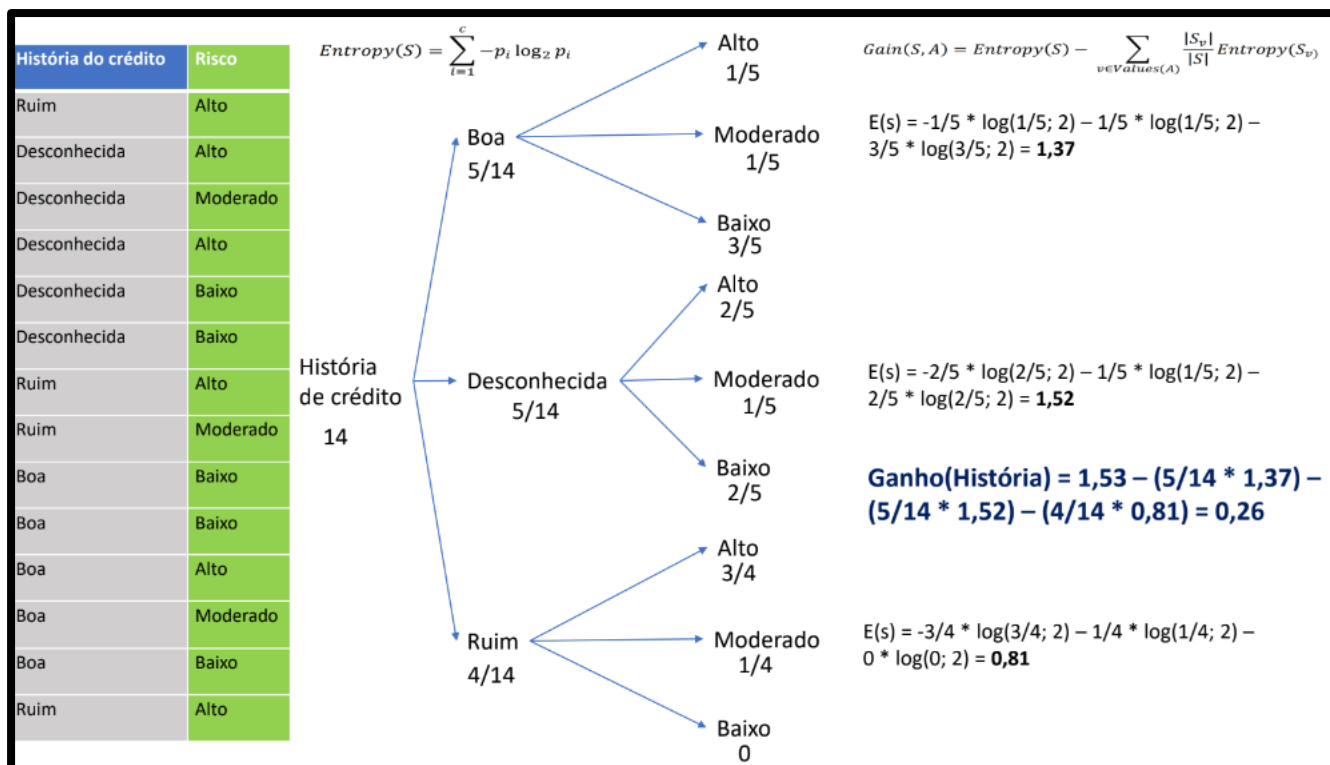 História do crédito Risco
Ruim Alto
Desconhecida Alto
Desconhecida Moderado
Desconhecida Alto
Desconhecida Baixo
Desconhecida Baixo
Ruim Alto
Ruim Moderado
Boa Baixo
Boa Baixo
Boa Alto
Boa Moderado
Boa Baixo
Ruim Alto
Entropy(S) = ∑_{i=1}^{c} −p_i log₂ p_i
História
de crédito
14
Boa
5/14
Alto
1/5
Moderado
1/5
Baixo
3/5
Desconhecida
5/14
Alto
2/5
Moderado
1/5
Baixo
2/5
Ruim
4/14
Alto
3/4
Moderado
1/4
Baixo
0
Gain(S, A) = Entropy(S) − ∑_{v∈Values(A)} |S_v|/|S| Entropy(S_v)
E(s) = -1/5 * log(1/5; 2) – 1/5 * log(1/5; 2) –
3/5 * log(3/5; 2) = 1,37
E(s) = -2/5 * log(2/5; 2) – 1/5 * log(1/5; 2) –
2/5 * log(2/5; 2) = 1,52
Ganho(História) = 1,53 – (5/14 * 1,37) –
(5/14 * 1,52) – (4/14 * 0,81) = 0,26
E(s) = -3/4 * log(3/4; 2) – 1/4 * log(1/4; 2) –
0 * log(0; 2) = 0,81